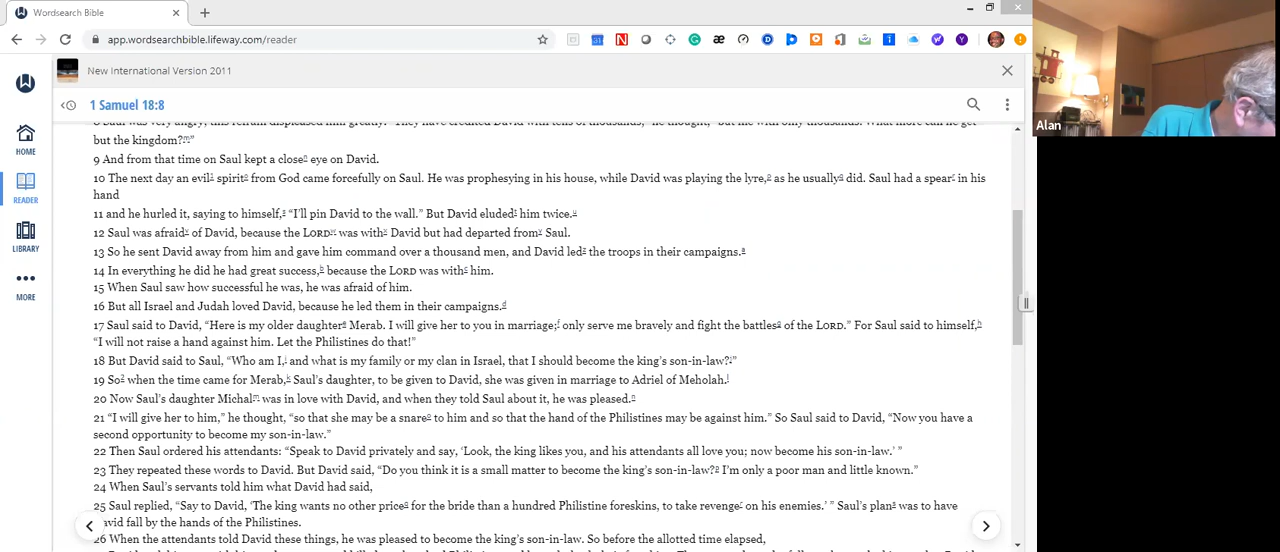 Wordsearch Bible
app.wordsearchbible.lifeway.com/reader
New International Version 2011
1 Samuel 18:8
HOME
READER
LIBRARY
MORE
Alan
8 Saul was very angry; this refrain displeased him greatly. “They have credited David with tens of thousands,” he thought, “but me with only thousands. What more can he get
but the kingdom?”
9 And from that time on Saul kept a close eye on David.
10 The next day an evil spirit from God came forcefully on Saul. He was prophesying in his house, while David was playing the lyre, as he usually did. Saul had a spear in his
hand
11 and he hurled it, saying to himself, “I’ll pin David to the wall.” But David eluded him twice.
12 Saul was afraid of David, because the LORD was with David but had departed from Saul.
13 So he sent David away from him and gave him command over a thousand men, and David led the troops in their campaigns.
14 In everything he did he had great success, because the LORD was with him.
15 When Saul saw how successful he was, he was afraid of him.
16 But all Israel and Judah loved David, because he led them in their campaigns.
17 Saul said to David, “Here is my older daughter Merab. I will give her to you in marriage; only serve me bravely and fight the battles of the LORD.” For Saul said to himself,
“I will not raise a hand against him. Let the Philistines do that!”
18 But David said to Saul, “Who am I, and what is my family or my clan in Israel, that I should become the king’s son-in-law?”
19 So when the time came for Merab, Saul’s daughter, to be given to David, she was given in marriage to Adriel of Meholah.
20 Now Saul’s daughter Michal was in love with David, and when they told Saul about it, he was pleased.
21 “I will give her to him,” he thought, “so that she may be a snare to him and so that the hand of the Philistines may be against him.” So Saul said to David, “Now you have a
second opportunity to become my son-in-law.”
22 Then Saul ordered his attendants: “Speak to David privately and say, ‘Look, the king likes you, and his attendants all love you; now become his son-in-law.’ ”
23 They repeated these words to David. But David said, “Do you think it is a small matter to become the king’s son-in-law? I’m only a poor man and little known.”
24 When Saul’s servants told him what David had said,
25 Saul replied, “Say to David, ‘The king wants no other price for the bride than a hundred Philistine foreskins, to take revenge on his enemies.’ ” Saul’s plan was to have
David fall by the hands of the Philistines.
26 When the attendants told David these things, he was pleased to become the king’s son-in-law. So before the allotted time elapsed,